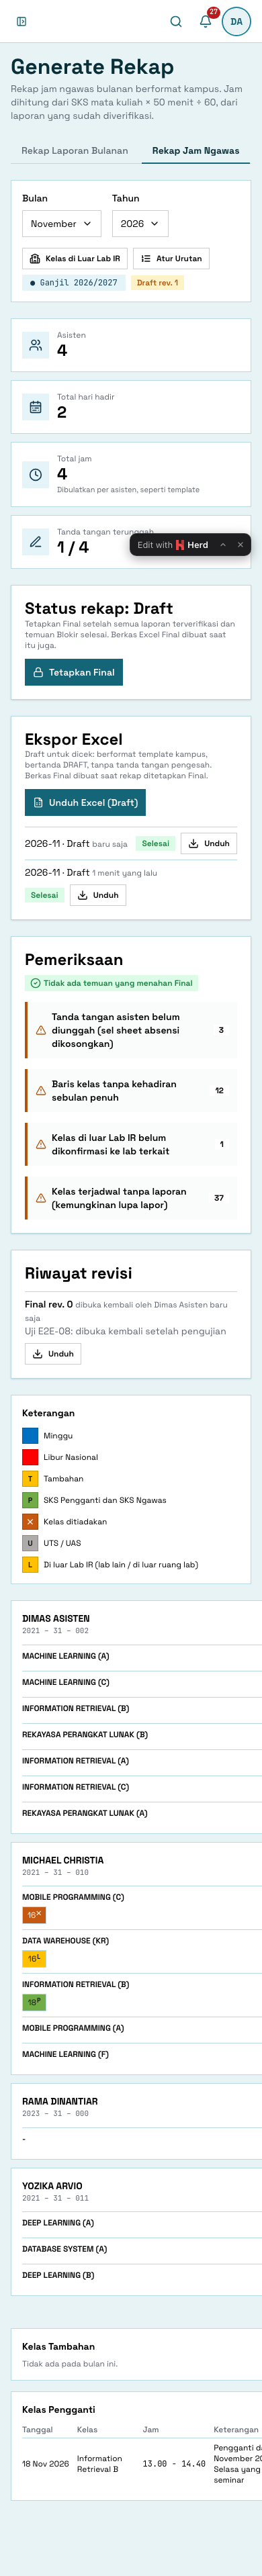 27
DA
Generate Rekap
Rekap jam ngawas bulanan berformat kampus. Jam
dihitung dari SKS mata kuliah × 50 menit ÷ 60, dari
laporan yang sudah diverifikasi.
Rekap Laporan Bulanan
Rekap Jam Ngawas
Bulan
Tahun
November
2026
Kelas di Luar Lab IR
Atur Urutan
Ganjil 2026/2027
Draft rev. 1
Asisten
4
Total hari hadir
2
Total jam
4
Dibulatkan per asisten, seperti template
Tanda tangan terunggah
1 / 4
Edit with Herd
Status rekap: Draft
Tetapkan Final setelah semua laporan terverifikasi dan
temuan Blokir selesai. Berkas Excel Final dibuat saat
itu juga.
Tetapkan Final
Ekspor Excel
Draft untuk dicek: berformat template kampus,
bertanda DRAFT, tanpa tanda tangan pengesah.
Berkas Final dibuat saat rekap ditetapkan Final.
Unduh Excel (Draft)
2026-11 · Draft baru saja
Selesai
Unduh
2026-11 · Draft 1 menit yang lalu
Selesai
Unduh
Pemeriksaan
Tidak ada temuan yang menahan Final
Tanda tangan asisten belum
diunggah (sel sheet absensi
dikosongkan)
3
Baris kelas tanpa kehadiran
sebulan penuh
12
Kelas di luar Lab IR belum
dikonfirmasi ke lab terkait
1
Kelas terjadwal tanpa laporan
(kemungkinan lupa lapor)
37
Riwayat revisi
Final rev. 0 dibuka kembali oleh Dimas Asisten baru
saja
Uji E2E-08: dibuka kembali setelah pengujian
Unduh
Keterangan
Minggu
Libur Nasional
T Tambahan
P SKS Pengganti dan SKS Ngawas
✕ Kelas ditiadakan
U UTS / UAS
L Di luar Lab IR (lab lain / di luar ruang lab)
DIMAS ASISTEN
2021 - 31 - 002
MACHINE LEARNING (A)
MACHINE LEARNING (C)
INFORMATION RETRIEVAL (B)
REKAYASA PERANGKAT LUNAK (B)
INFORMATION RETRIEVAL (A)
INFORMATION RETRIEVAL (C)
REKAYASA PERANGKAT LUNAK (A)
MICHAEL CHRISTIA
2021 - 31 - 010
MOBILE PROGRAMMING (C)
16✕
DATA WAREHOUSE (KR)
16L
INFORMATION RETRIEVAL (B)
18P
MOBILE PROGRAMMING (A)
MACHINE LEARNING (F)
RAMA DINANTIAR
2023 - 31 - 000
-
YOZIKA ARVIO
2021 - 31 - 011
DEEP LEARNING (A)
DATABASE SYSTEM (A)
DEEP LEARNING (B)
Kelas Tambahan
Tidak ada pada bulan ini.
Kelas Pengganti
Tanggal
Kelas
Jam
Keterangan
18 Nov 2026
Information
Retrieval B
13.00 - 14.40
Pengganti da
November 20
Selasa yang
seminar